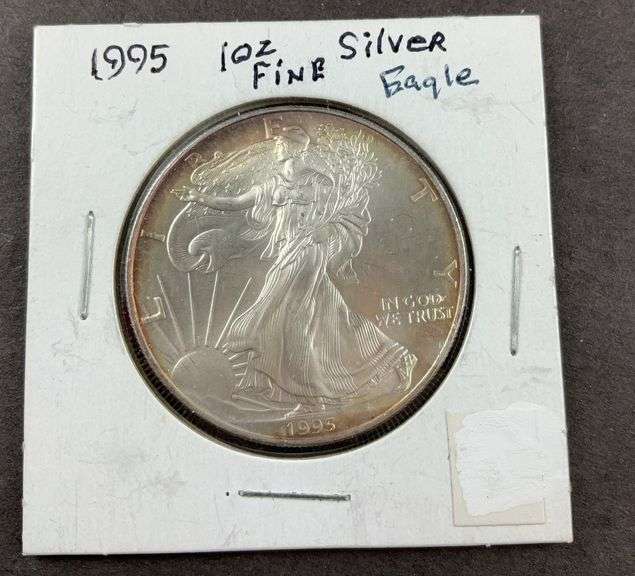 1995 1oz Silver
FINE Eagle
LIBERTY
IN GOD
WE TRUST
1995